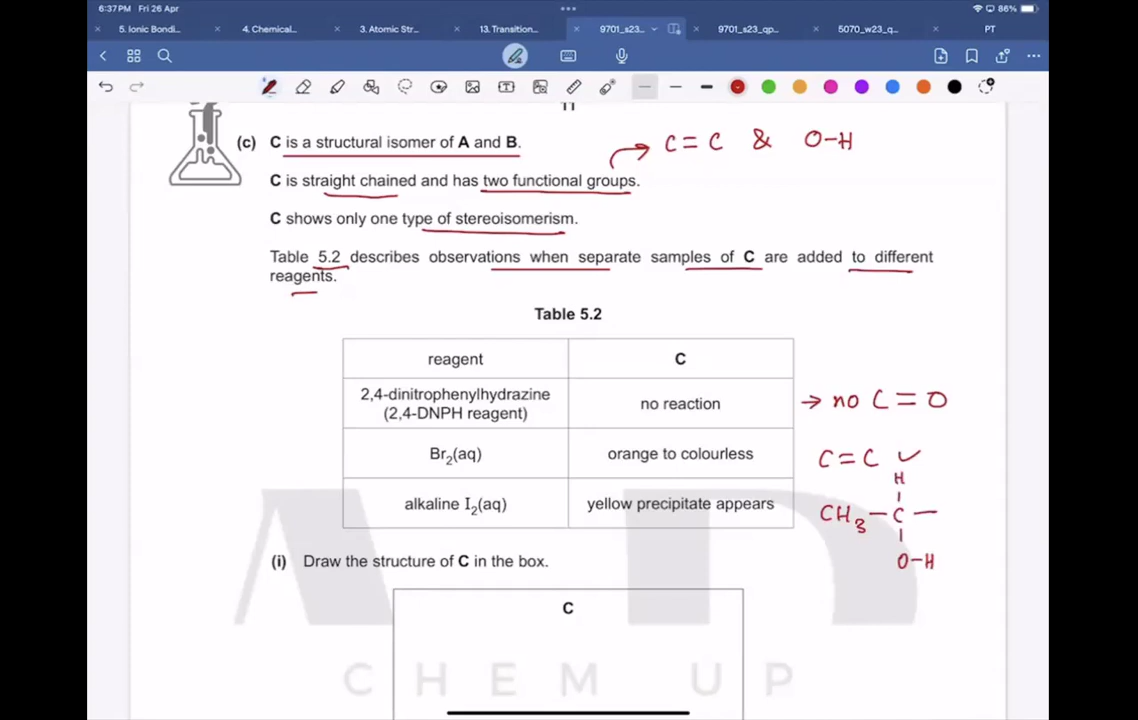 6:37PM Fri 26 Apr
86%
5. Ionic Bondi...
4. Chemical...
3. Atomic Str...
13. Transition...
9701_s23...
9701_s23_qp...
5070_w23_q...
PT
11
(c) C is a structural isomer of A and B.
C=C & O-H
C is straight chained and has two functional groups.
C shows only one type of stereoisomerism.
Table 5.2 describes observations when separate samples of C are added to different
reagents.
Table 5.2
reagent C
2,4-dinitrophenylhydrazine
(2,4-DNPH reagent)
no reaction
→ no C=O
Br₂(aq) orange to colourless
C=C ✓
alkaline I₂(aq) yellow precipitate appears
H
CH₃-C-
O-H
(i) Draw the structure of C in the box.
C
CHEM UP